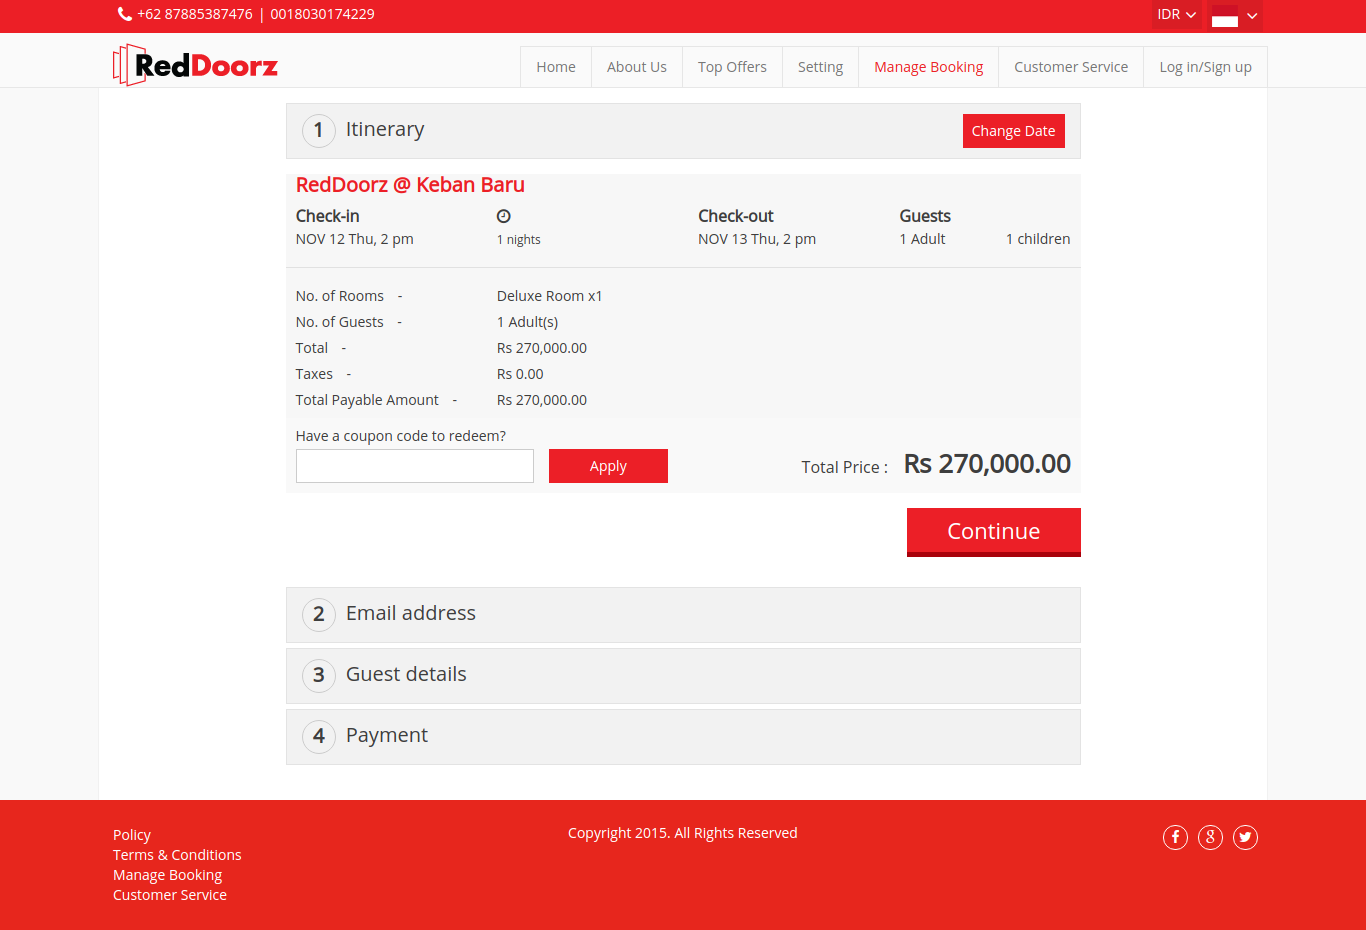 +62 87885387476 | 0018030174229 IDR
RedDoorz
Home About Us Top Offers Setting Manage Booking Customer Service Log in/Sign up
1 Itinerary Change Date
RedDoorz @ Keban Baru
Check-in Check-out Guests
NOV 12 Thu, 2 pm 1 nights NOV 13 Thu, 2 pm 1 Adult 1 children
No. of Rooms - Deluxe Room x1
No. of Guests - 1 Adult(s)
Total - Rs 270,000.00
Taxes - Rs 0.00
Total Payable Amount - Rs 270,000.00
Have a coupon code to redeem?
Apply Total Price : Rs 270,000.00
Continue
2 Email address
3 Guest details
4 Payment
Policy Copyright 2015. All Rights Reserved
Terms & Conditions
Manage Booking
Customer Service